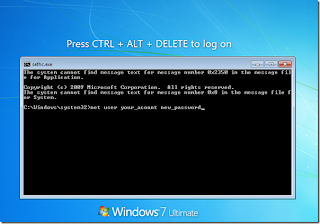 Press CTRL + ALT + DELETE to log on
sethc.exe
The system cannot find message text for message number 0x2350 in the message fil
e for Application.
Copyright (c) 2009 Microsoft Corporation. All rights reserved.
The system cannot find message text for message number 0x8 in the message file f
or System.
C:\Windows\system32>net user your_acount new_password_
Windows 7 Ultimate